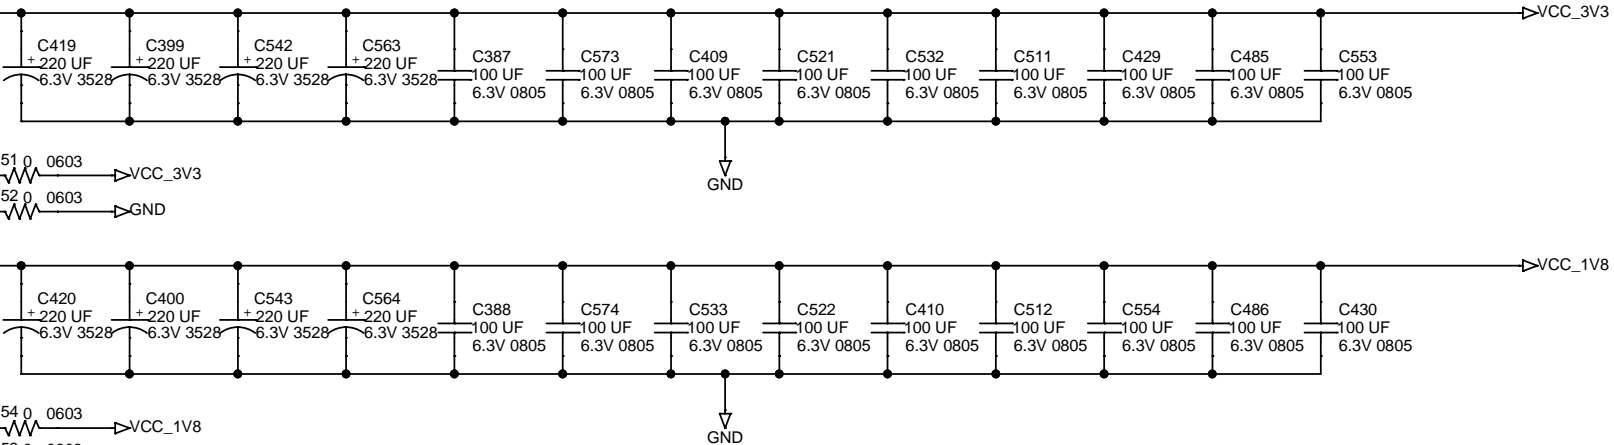 VCC_3V3
C419 C399 C542 C563 C387 C573 C409 C521 C532 C511 C429 C485 C553
+ 220 UF + 220 UF + 220 UF + 220 UF 100 UF 100 UF 100 UF 100 UF 100 UF 100 UF 100 UF 100 UF 100 UF
6.3V 3528 6.3V 3528 6.3V 3528 6.3V 3528 6.3V 0805 6.3V 0805 6.3V 0805 6.3V 0805 6.3V 0805 6.3V 0805 6.3V 0805 6.3V 0805 6.3V 0805
51 0 0603
VCC_3V3
GND
52 0 0603
GND
VCC_1V8
C420 C400 C543 C564 C388 C574 C533 C522 C410 C512 C554 C486 C430
+ 220 UF + 220 UF + 220 UF + 220 UF 100 UF 100 UF 100 UF 100 UF 100 UF 100 UF 100 UF 100 UF 100 UF
6.3V 3528 6.3V 3528 6.3V 3528 6.3V 3528 6.3V 0805 6.3V 0805 6.3V 0805 6.3V 0805 6.3V 0805 6.3V 0805 6.3V 0805 6.3V 0805 6.3V 0805
54 0 0603
VCC_1V8
GND